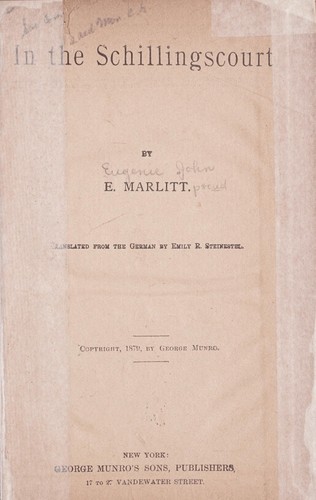 In the Schillingscourt
BY
Eugenie John
E. MARLITT. pseud
TRANSLATED FROM THE GERMAN BY EMILY R. STEINESTEL.
COPYRIGHT, 1879, BY GEORGE MUNRO.
NEW YORK:
GEORGE MUNRO'S SONS, PUBLISHERS,
17 TO 27 VANDEWATER STREET.